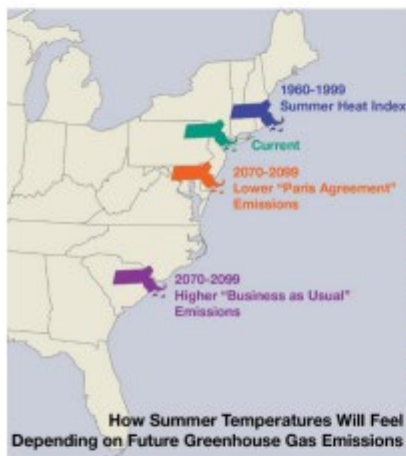 1960-1999
Summer Heat Index
Current
2070-2099
Lower "Paris Agreement"
Emissions
2070-2099
Higher "Business as Usual"
Emissions
How Summer Temperatures Will Feel
Depending on Future Greenhouse Gas Emissions